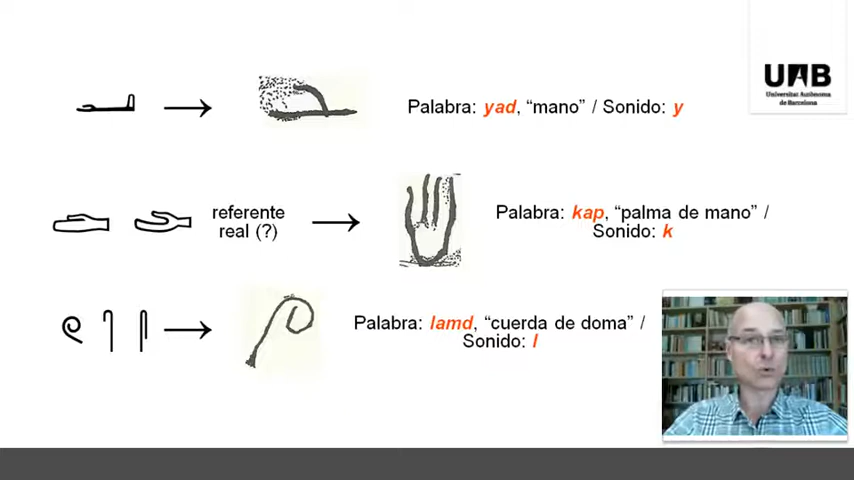 UAB
Universitat Autònoma
de Barcelona
Palabra: yad, “mano” / Sonido: y
referente
real (?)
Palabra: kap, “palma de mano” /
Sonido: k
Palabra: lamd, “cuerda de doma” /
Sonido: l